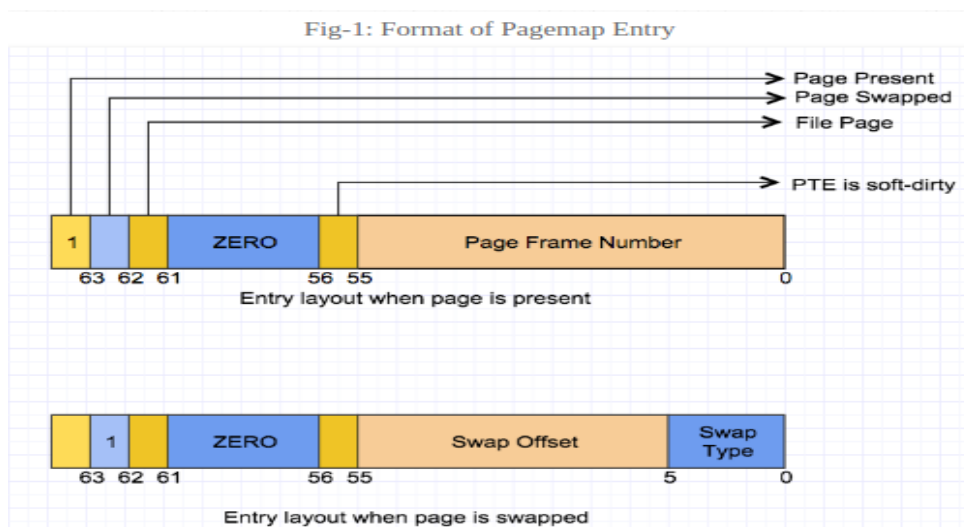 Fig-1: Format of Pagemap Entry
Page Present
Page Swapped
File Page
PTE is soft-dirty
1 ZERO Page Frame Number
63 62 61 56 55 0
Entry layout when page is present
1 ZERO Swap Offset Swap Type
63 62 61 56 55 5 0
Entry layout when page is swapped